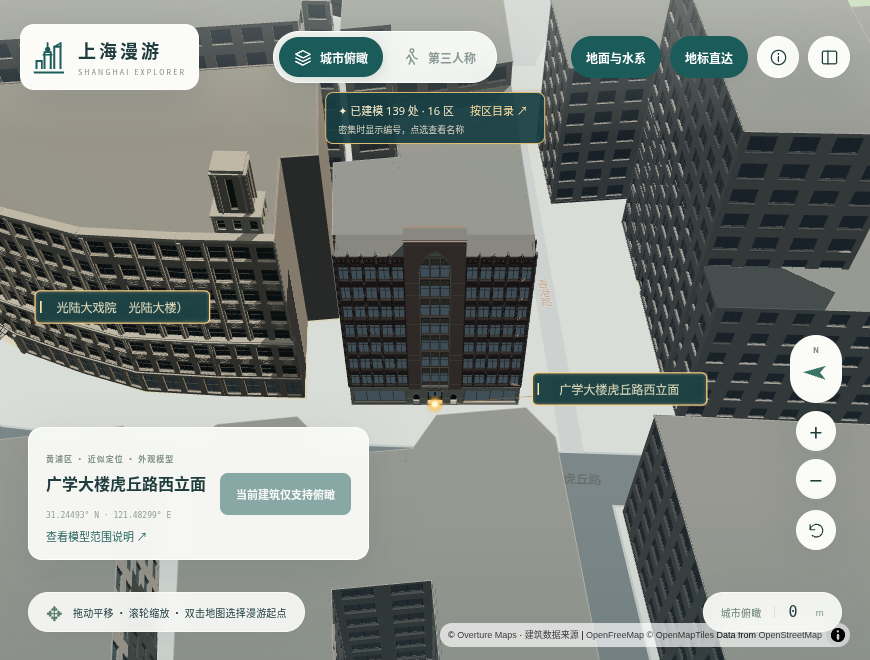 上海漫游
SHANGHAI EXPLORER
城市俯瞰
第三人称
地面与水系
地标直达
✦ 已建模 139 处 · 16 区 按区目录 ↗
密集时显示编号，点选查看名称
光陆大戏院 光陆大楼）
广学大楼虎丘路西立面
N
虎丘路
黄浦区 · 近似定位 · 外观模型
广学大楼虎丘路西立面
当前建筑仅支持俯瞰
31.24493° N · 121.48299° E
查看模型范围说明 ↗
拖动平移 · 滚轮缩放 · 双击地图选择漫游起点
城市俯瞰 0 m
© Overture Maps · 建筑数据来源 | OpenFreeMap © OpenMapTiles Data from OpenStreetMap